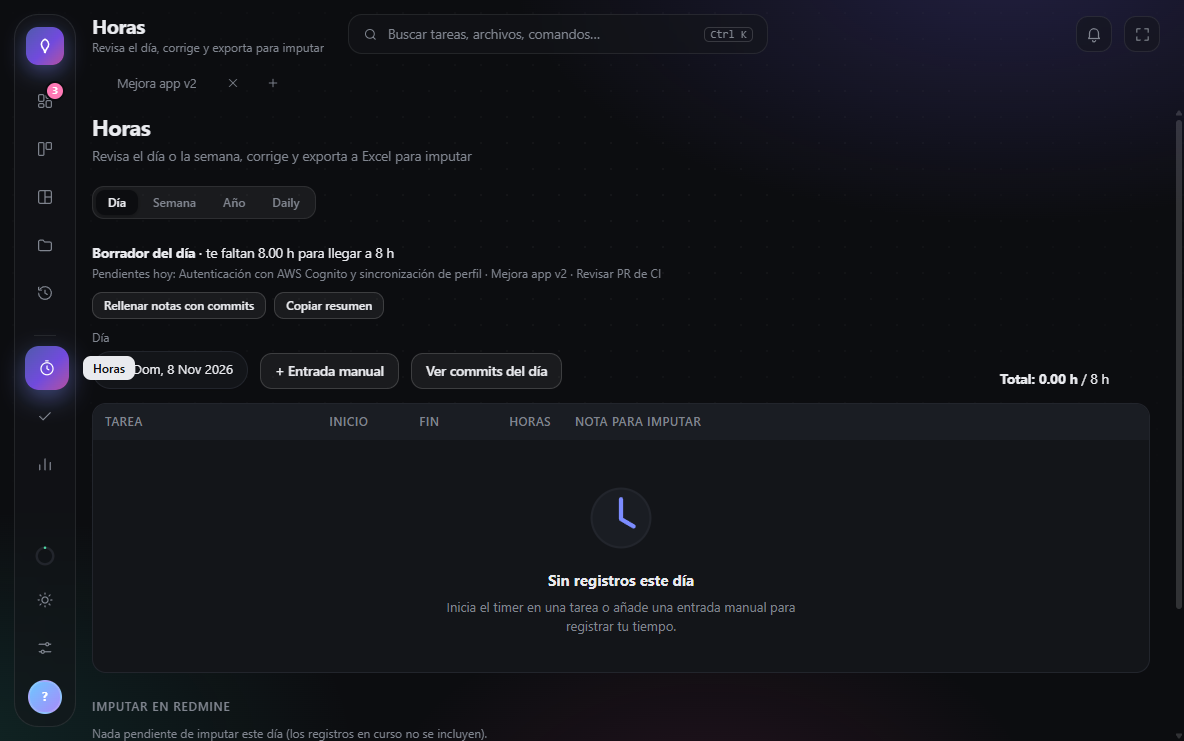 Horas
Revisa el día, corrige y exporta para imputar
Buscar tareas, archivos, comandos...
Ctrl K
3
Mejora app v2
Horas
Revisa el día o la semana, corrige y exporta a Excel para imputar
Día Semana Año Daily
Borrador del día · te faltan 8.00 h para llegar a 8 h
Pendientes hoy: Autenticación con AWS Cognito y sincronización de perfil · Mejora app v2 · Revisar PR de CI
Rellenar notas con commits Copiar resumen
Día
Horas
Dom, 8 Nov 2026
+ Entrada manual Ver commits del día
Total: 0.00 h / 8 h
TAREA INICIO FIN HORAS NOTA PARA IMPUTAR
Sin registros este día
Inicia el timer en una tarea o añade una entrada manual para
registrar tu tiempo.
?
IMPUTAR EN REDMINE
Nada pendiente de imputar este día (los registros en curso no se incluyen).